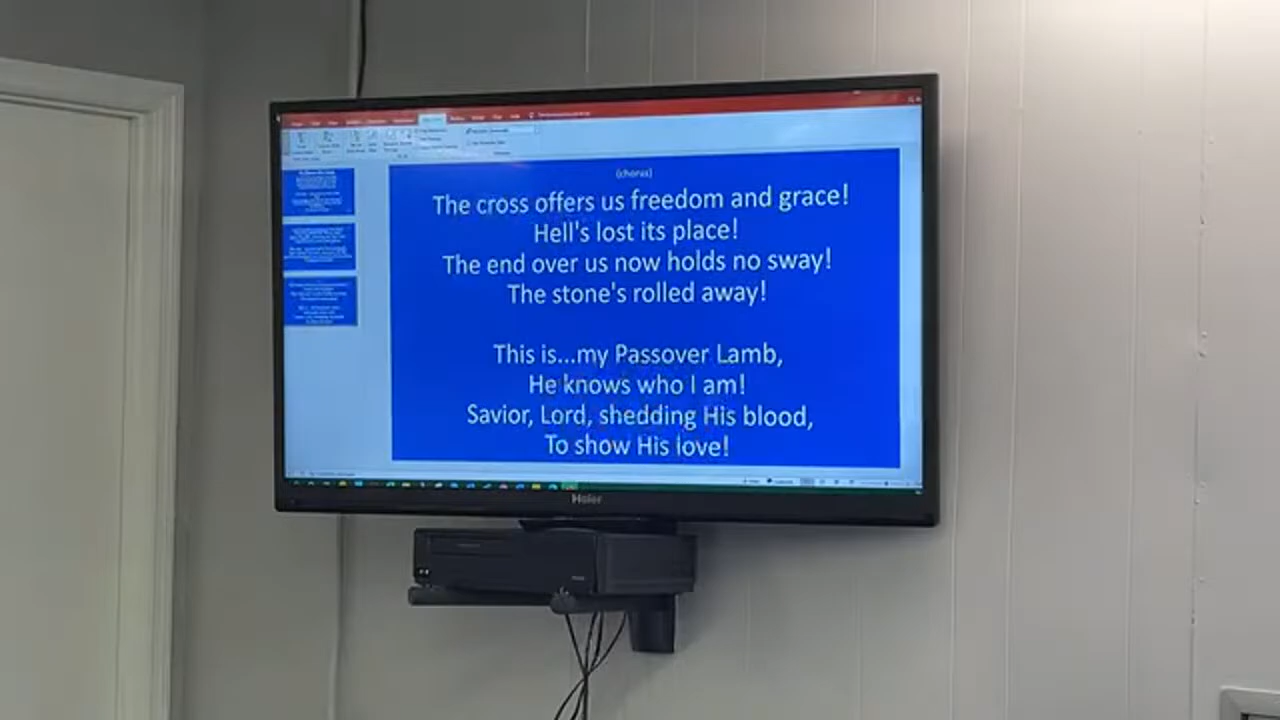 (chorus)
The cross offers us freedom and grace!
Hell's lost its place!
The end over us now holds no sway!
The stone's rolled away!
This is...my Passover Lamb,
He knows who I am!
Savior, Lord, shedding His blood,
To show His love!
Haier